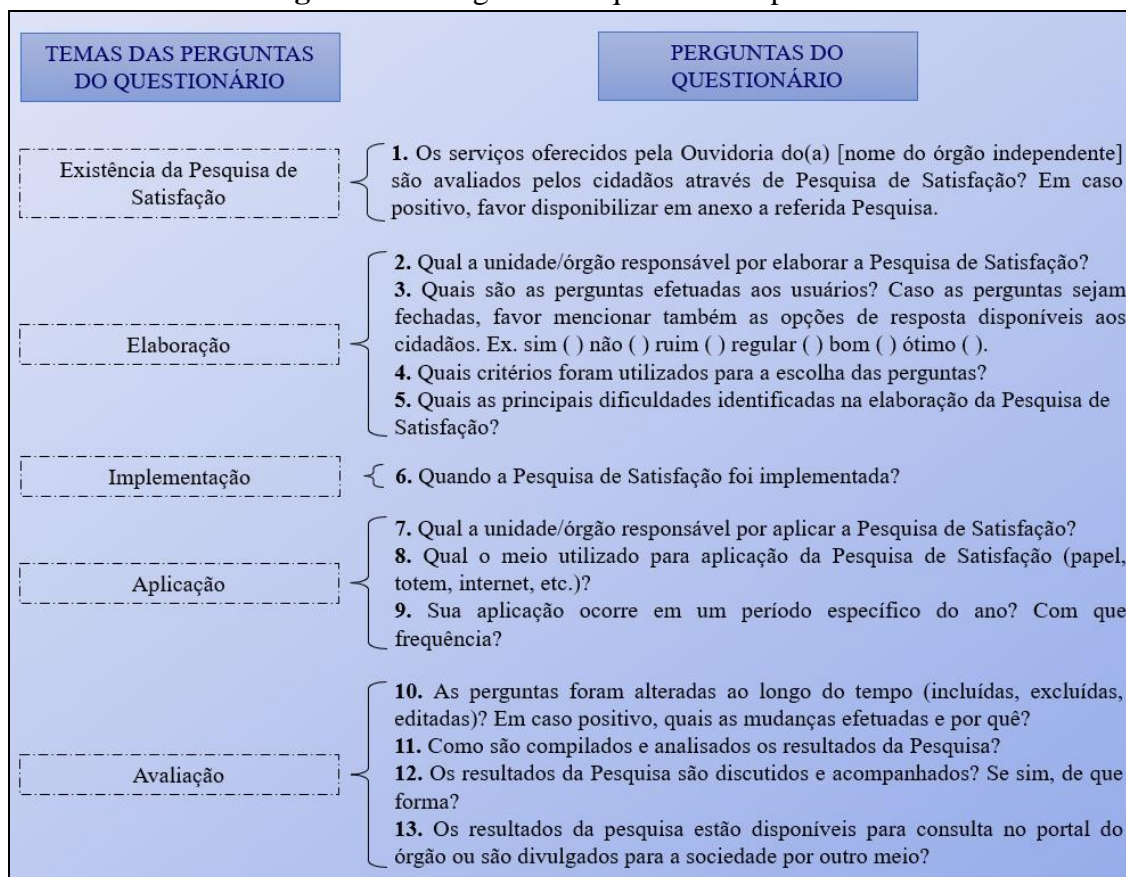 TEMAS DAS PERGUNTAS
DO QUESTIONÁRIO
PERGUNTAS DO
QUESTIONÁRIO
Existência da Pesquisa de
Satisfação
1. Os serviços oferecidos pela Ouvidoria do(a) [nome do órgão independente]
são avaliados pelos cidadãos através de Pesquisa de Satisfação? Em caso
positivo, favor disponibilizar em anexo a referida Pesquisa.
Elaboração
2. Qual a unidade/órgão responsável por elaborar a Pesquisa de Satisfação?
3. Quais são as perguntas efetuadas aos usuários? Caso as perguntas sejam
fechadas, favor mencionar também as opções de resposta disponíveis aos
cidadãos. Ex. sim ( ) não ( ) ruim ( ) regular ( ) bom ( ) ótimo ( ).
4. Quais critérios foram utilizados para a escolha das perguntas?
5. Quais as principais dificuldades identificadas na elaboração da Pesquisa de
Satisfação?
Implementação
6. Quando a Pesquisa de Satisfação foi implementada?
Aplicação
7. Qual a unidade/órgão responsável por aplicar a Pesquisa de Satisfação?
8. Qual o meio utilizado para aplicação da Pesquisa de Satisfação (papel,
totem, internet, etc.)?
9. Sua aplicação ocorre em um período específico do ano? Com que
frequência?
Avaliação
10. As perguntas foram alteradas ao longo do tempo (incluídas, excluídas,
editadas)? Em caso positivo, quais as mudanças efetuadas e por quê?
11. Como são compilados e analisados os resultados da Pesquisa?
12. Os resultados da Pesquisa são discutidos e acompanhados? Se sim, de que
forma?
13. Os resultados da pesquisa estão disponíveis para consulta no portal do
órgão ou são divulgados para a sociedade por outro meio?